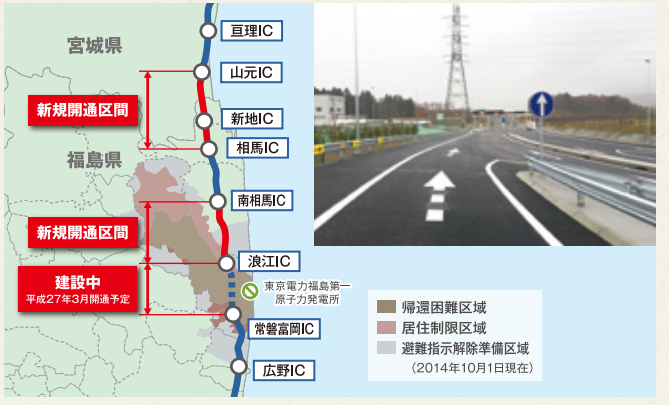 宮城県
亘理IC
山元IC
新規開通区間
新地IC
相馬IC
福島県
南相馬IC
新規開通区間
浪江IC
建設中
平成27年3月開通予定
東京電力福島第一
原子力発電所
常磐富岡IC
広野IC
帰還困難区域
居住制限区域
避難指示解除準備区域
（2014年10月1日現在）